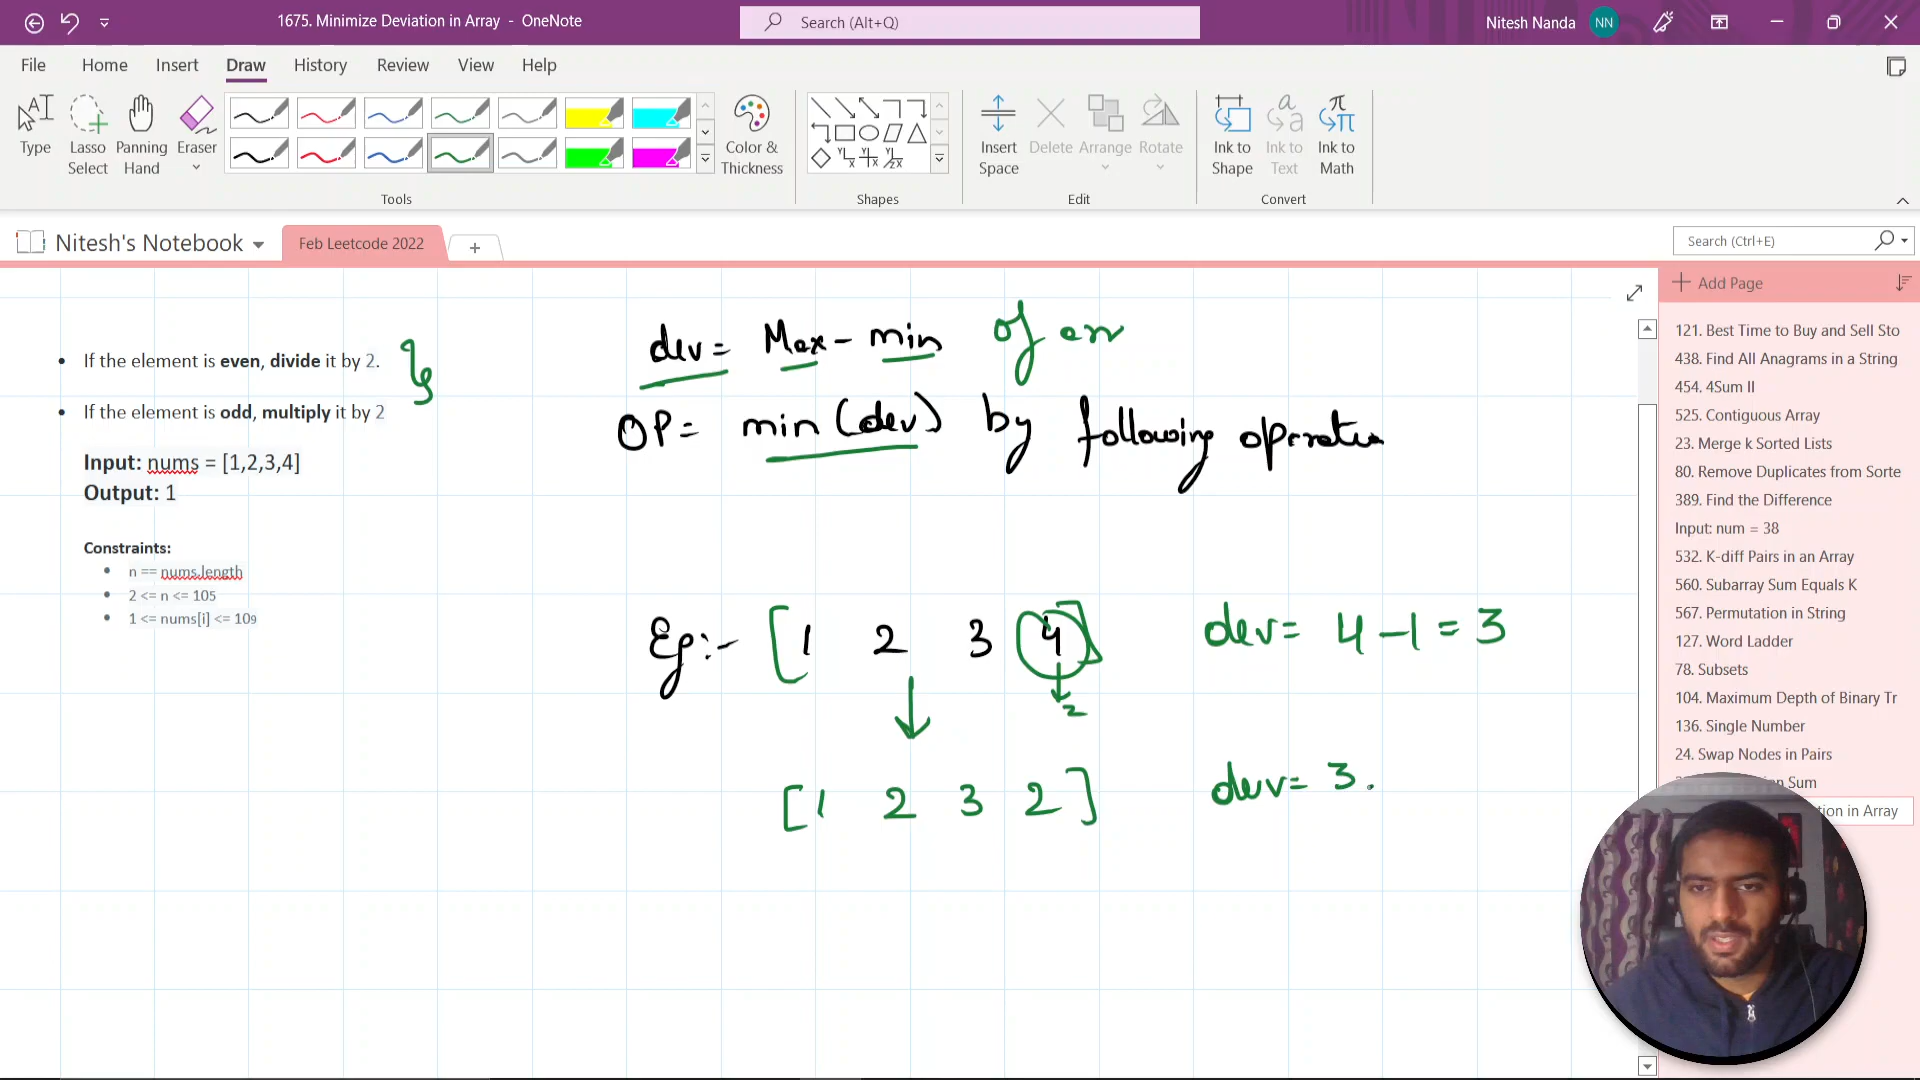 1675. Minimize Deviation in Array - OneNote
Search (Alt+Q)
Nitesh Nanda
NN
File Home Insert Draw History Review View Help
Type
Lasso Select
Panning Hand
Eraser
Color & Thickness
Insert Space
Delete
Arrange
Rotate
Ink to Shape
Ink to Text
Ink to Math
Tools
Shapes
Edit
Convert
Nitesh's Notebook
Feb Leetcode 2022
Search (Ctrl+E)
Add Page
• If the element is even, divide it by 2.
• If the element is odd, multiply it by 2
Input: nums = [1,2,3,4]
Output: 1
Constraints:
• n == nums.length
• 2 <= n <= 105
• 1 <= nums[i] <= 109
dev = Max - min of arr
OP = min (dev) by following operation
Eg:- [1 2 3 4] dev = 4 - 1 = 3
2
[1 2 3 2] dev = 3.
121. Best Time to Buy and Sell Sto
438. Find All Anagrams in a String
454. 4Sum II
525. Contiguous Array
23. Merge k Sorted Lists
80. Remove Duplicates from Sorte
389. Find the Difference
Input: num = 38
532. K-diff Pairs in an Array
560. Subarray Sum Equals K
567. Permutation in String
127. Word Ladder
78. Subsets
104. Maximum Depth of Binary Tr
136. Single Number
24. Swap Nodes in Pairs
Sum
in Array